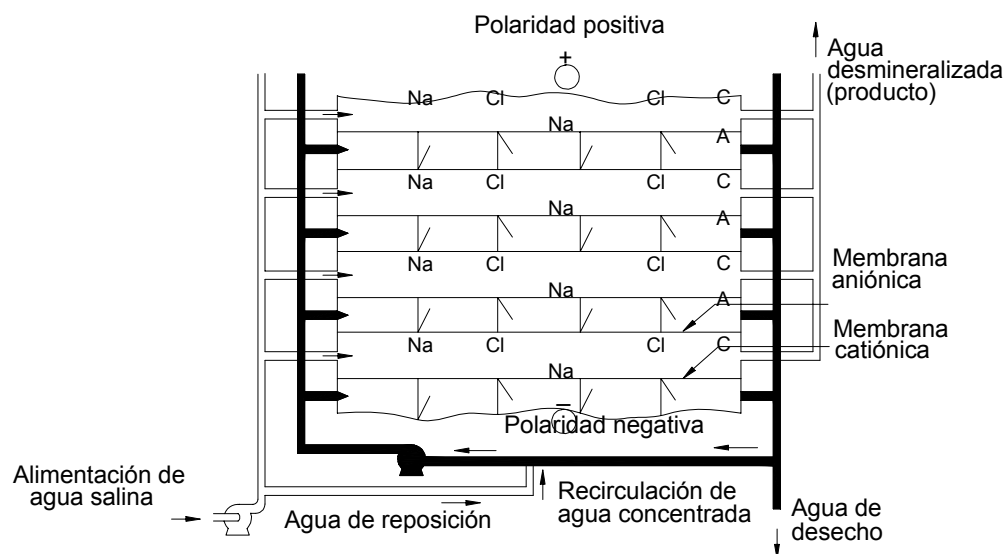 Polaridad positiva
+
Agua
desmineralizada
(producto)
Na Cl Cl C
Na
A
Na Cl Cl C
Na
A
Na Cl Cl C
Na
A
Membrana
aniónica
Na Cl Cl C
Membrana
catiónica
Na
−
Polaridad negativa
Alimentación de
agua salina
Agua de reposición
Recirculación de
agua concentrada
Agua de
desecho